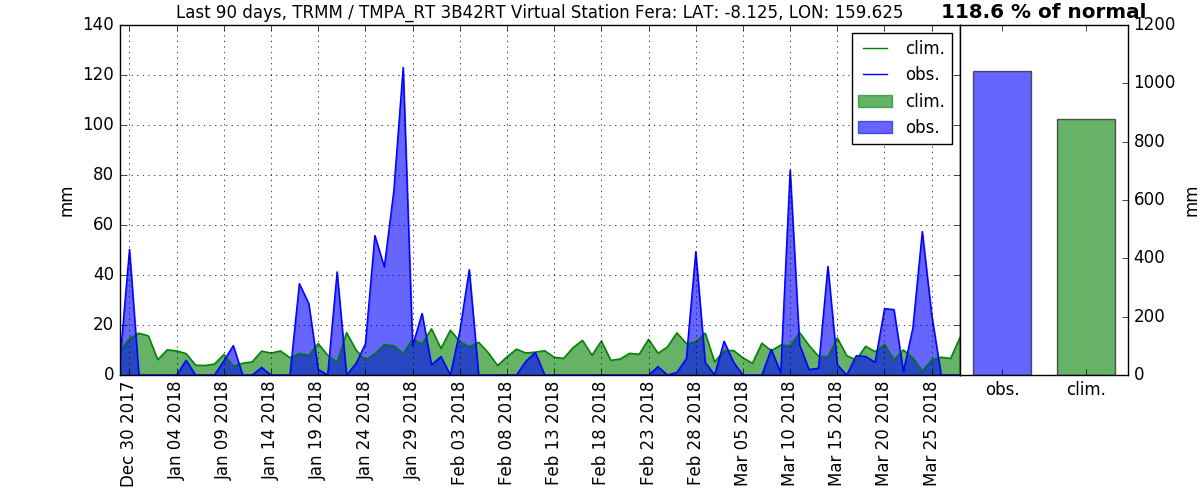 Last 90 days, TRMM / TMPA_RT 3B42RT Virtual Station Fera: LAT: -8.125, LON: 159.625
118.6 % of normal
140
120
100
80
60
40
20
0
mm
clim.
obs.
clim.
obs.
Dec 30 2017
Jan 04 2018
Jan 09 2018
Jan 14 2018
Jan 19 2018
Jan 24 2018
Jan 29 2018
Feb 03 2018
Feb 08 2018
Feb 13 2018
Feb 18 2018
Feb 23 2018
Feb 28 2018
Mar 05 2018
Mar 10 2018
Mar 15 2018
Mar 20 2018
Mar 25 2018
1200
1000
800
600
400
200
0
mm
obs.
clim.